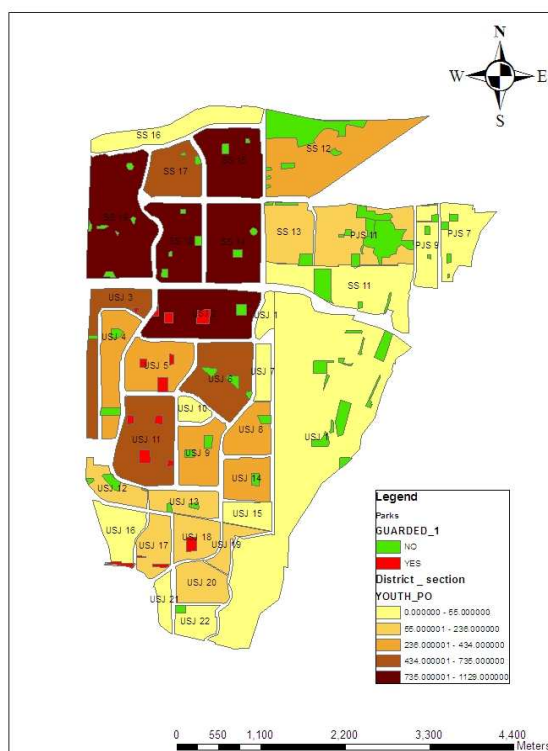 N
W E
S
SS 16
SS 12
SS 17
SS 13
PJS 11
PJS 9
PJS 7
SS 11
USJ 3
USJ 1
USJ 4
USJ 5
USJ 6
USJ 7
USJ 10
USJ 8
USJ 11
USJ 9
USJ 1
USJ 14
USJ 12
USJ 13
USJ 15
USJ 16
USJ 17
USJ 18
USJ 19
USJ 20
USJ 21
USJ 22
Legend
Parks
GUARDED_1
NO
YES
District _ section
YOUTH_PO
0.000000 - 55.000000
55.000001 - 236.000000
236.000001 - 434.000000
434.000001 - 735.000000
735.000001 - 1129.000000
0 550 1,100 2,200 3,300 4,400
Meters